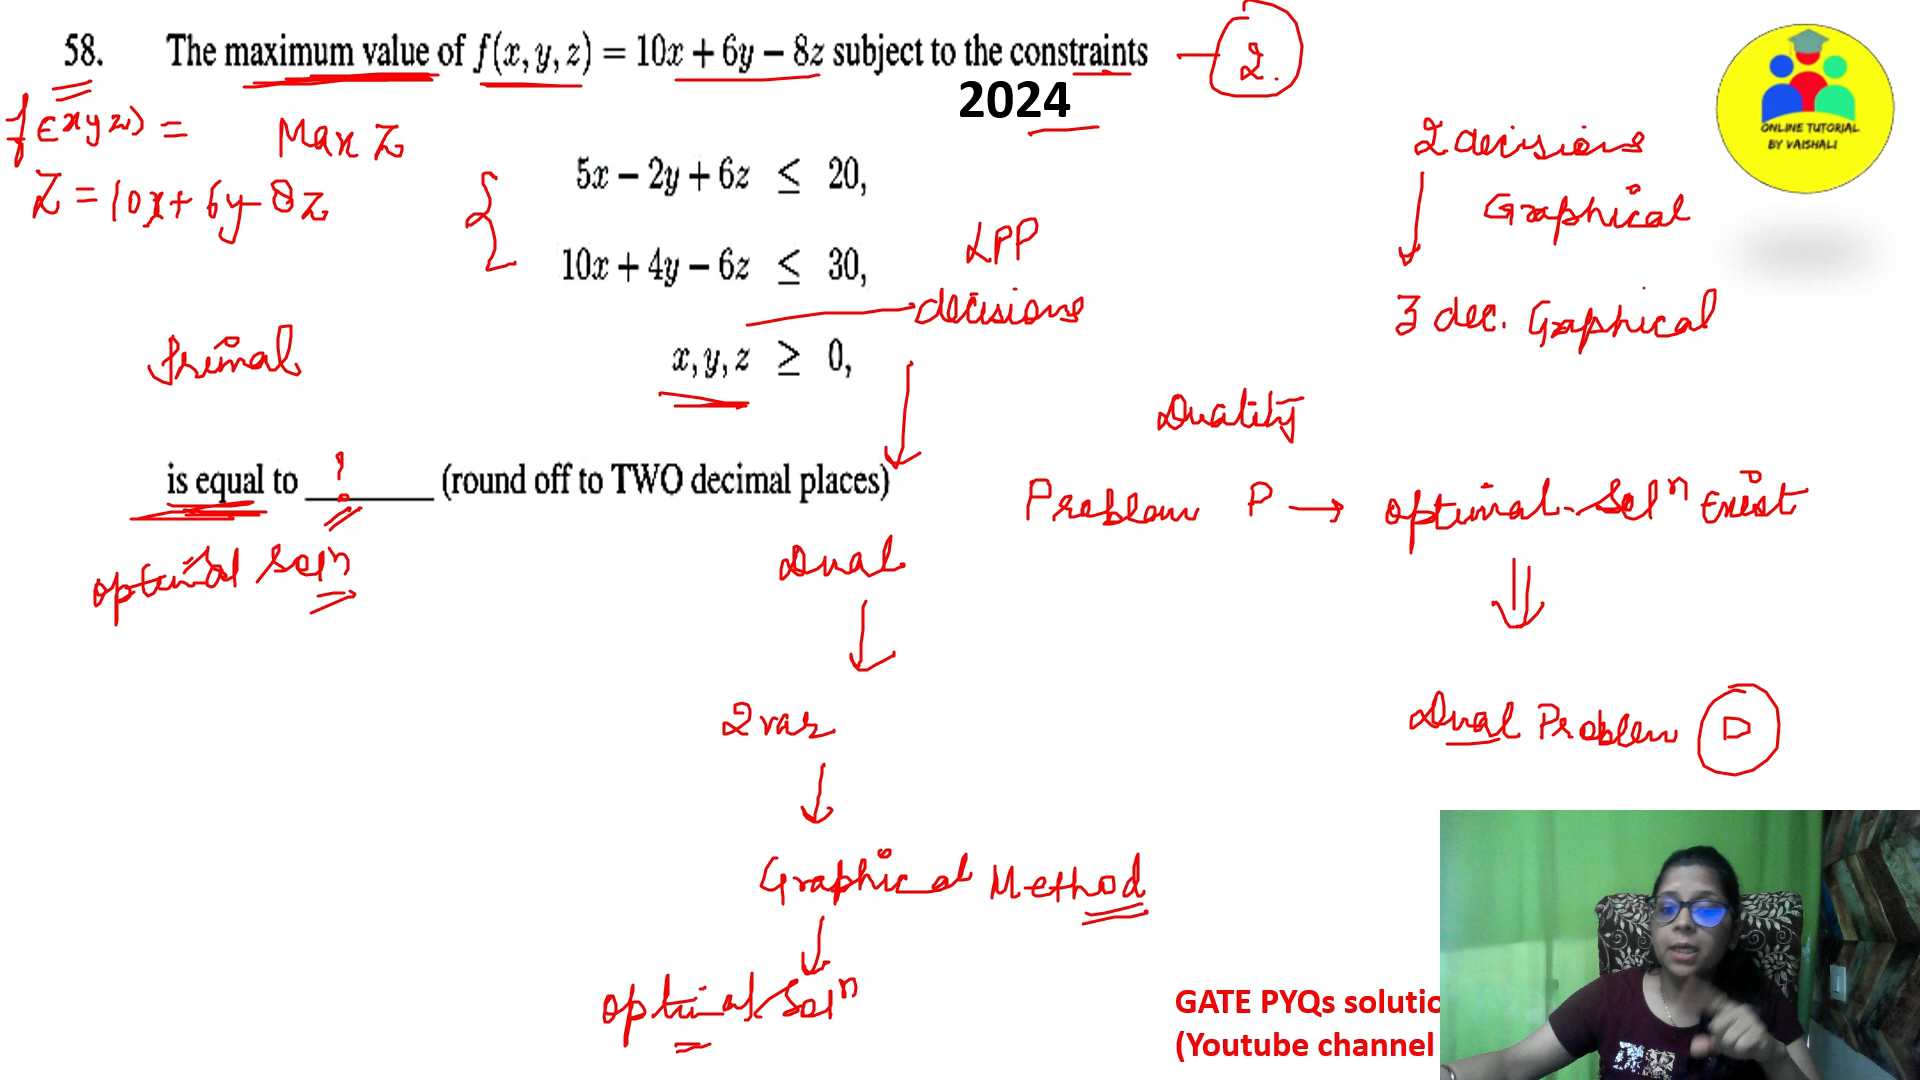 58. The maximum value of f(x, y, z) = 10x + 6y − 8z subject to the constraints — 2.
2024
f(x y z) =
Max Z
Z = 10x + 6y - 8z
5x − 2y + 6z ≤ 20,
10x + 4y − 6z ≤ 30,
x, y, z ≥ 0,
is equal to ______ (round off to TWO decimal places)
?
LPP
decisions
Primal
optimal Solⁿ
Dual
2 var
Graphical Method
optimal Solⁿ
2 decisions
Graphical
3 dec. Graphical
Duality
Problem P → optimal Solⁿ Exist
Dual Problem D
ONLINE TUTORIAL
BY VAISHALI
GATE PYQs solutio
(Youtube channel